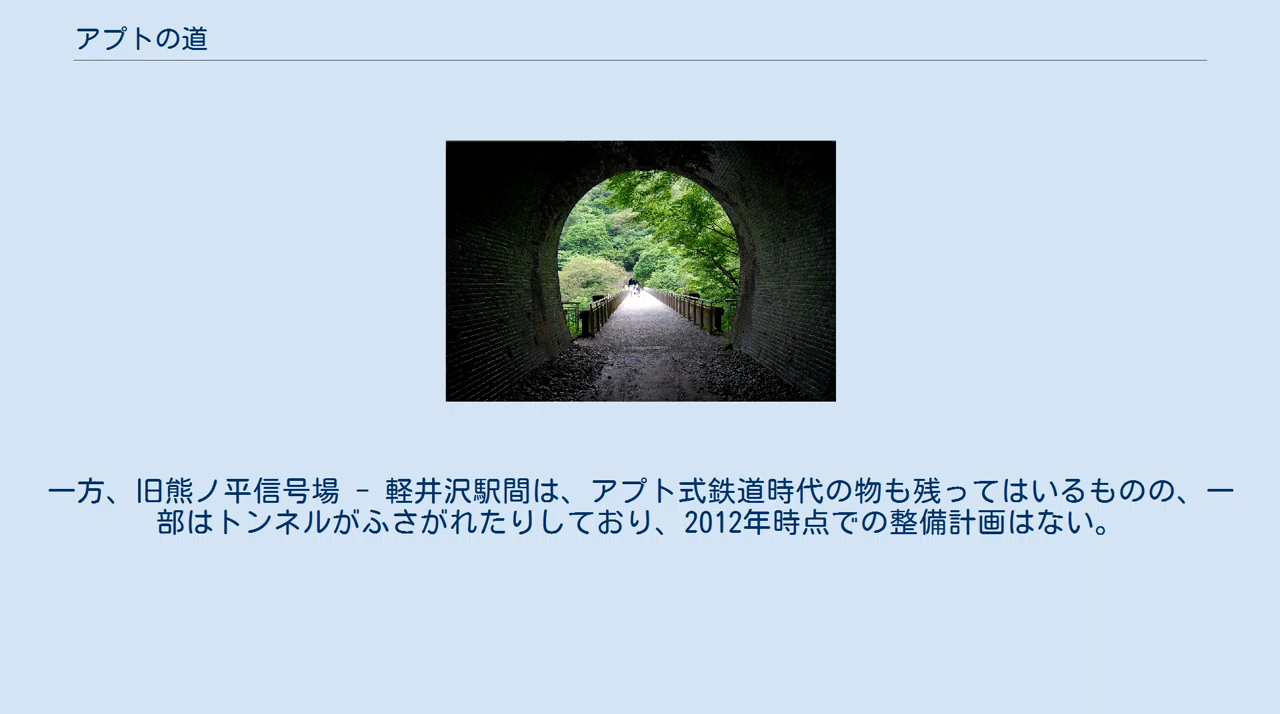 アプトの道
一方、旧熊ノ平信号場 - 軽井沢駅間は、アプト式鉄道時代の物も残ってはいるものの、一
部はトンネルがふさがれたりしており、2012年時点での整備計画はない。